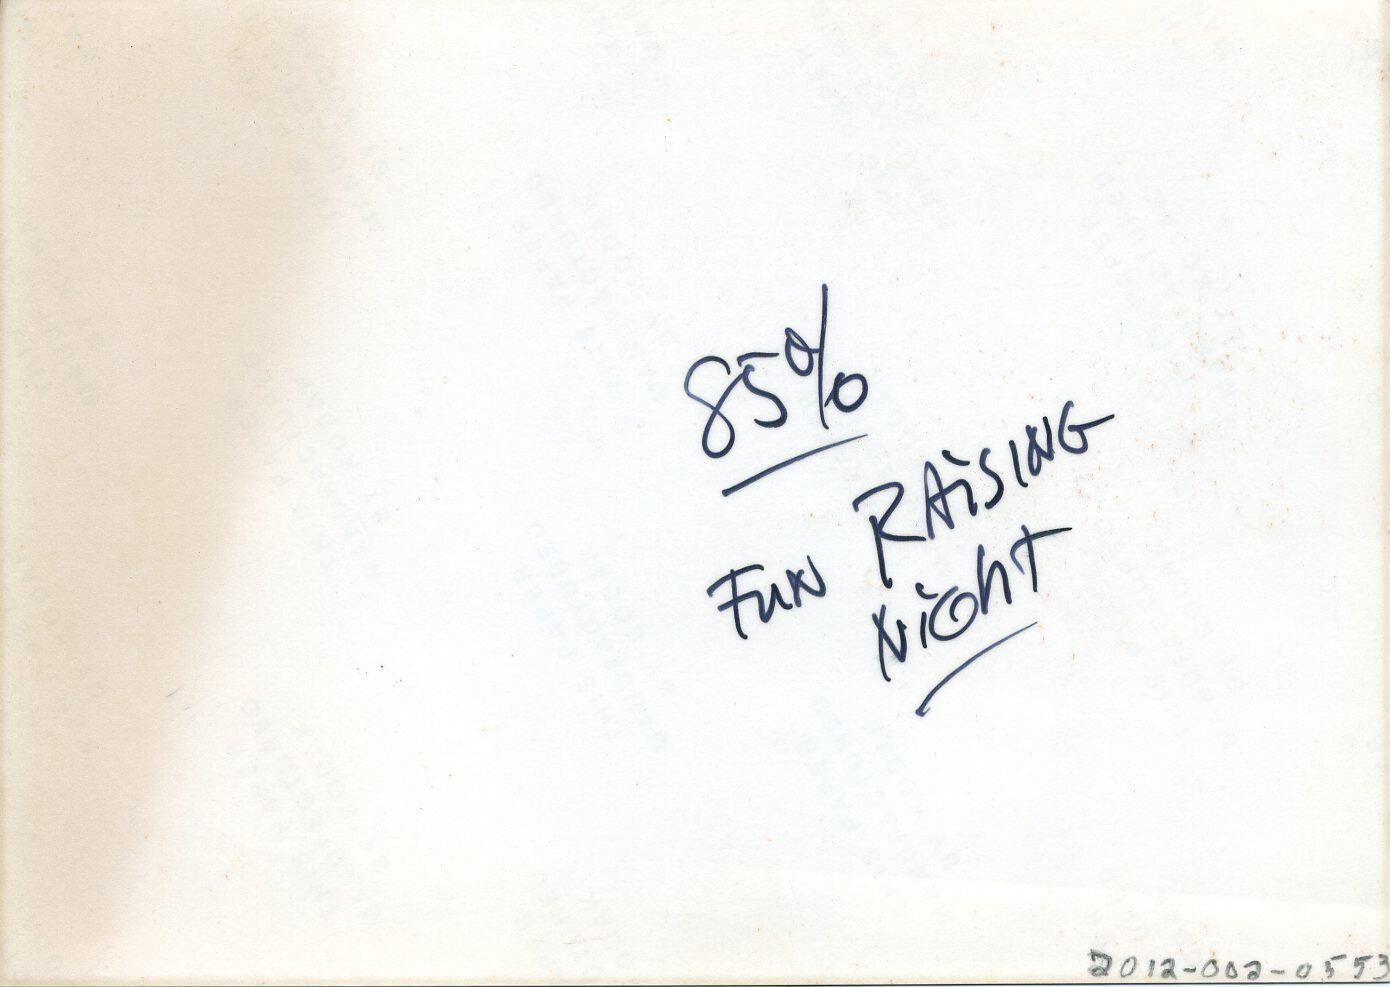 85%
FUN RAiSING
NiGhT
2012-002-0553